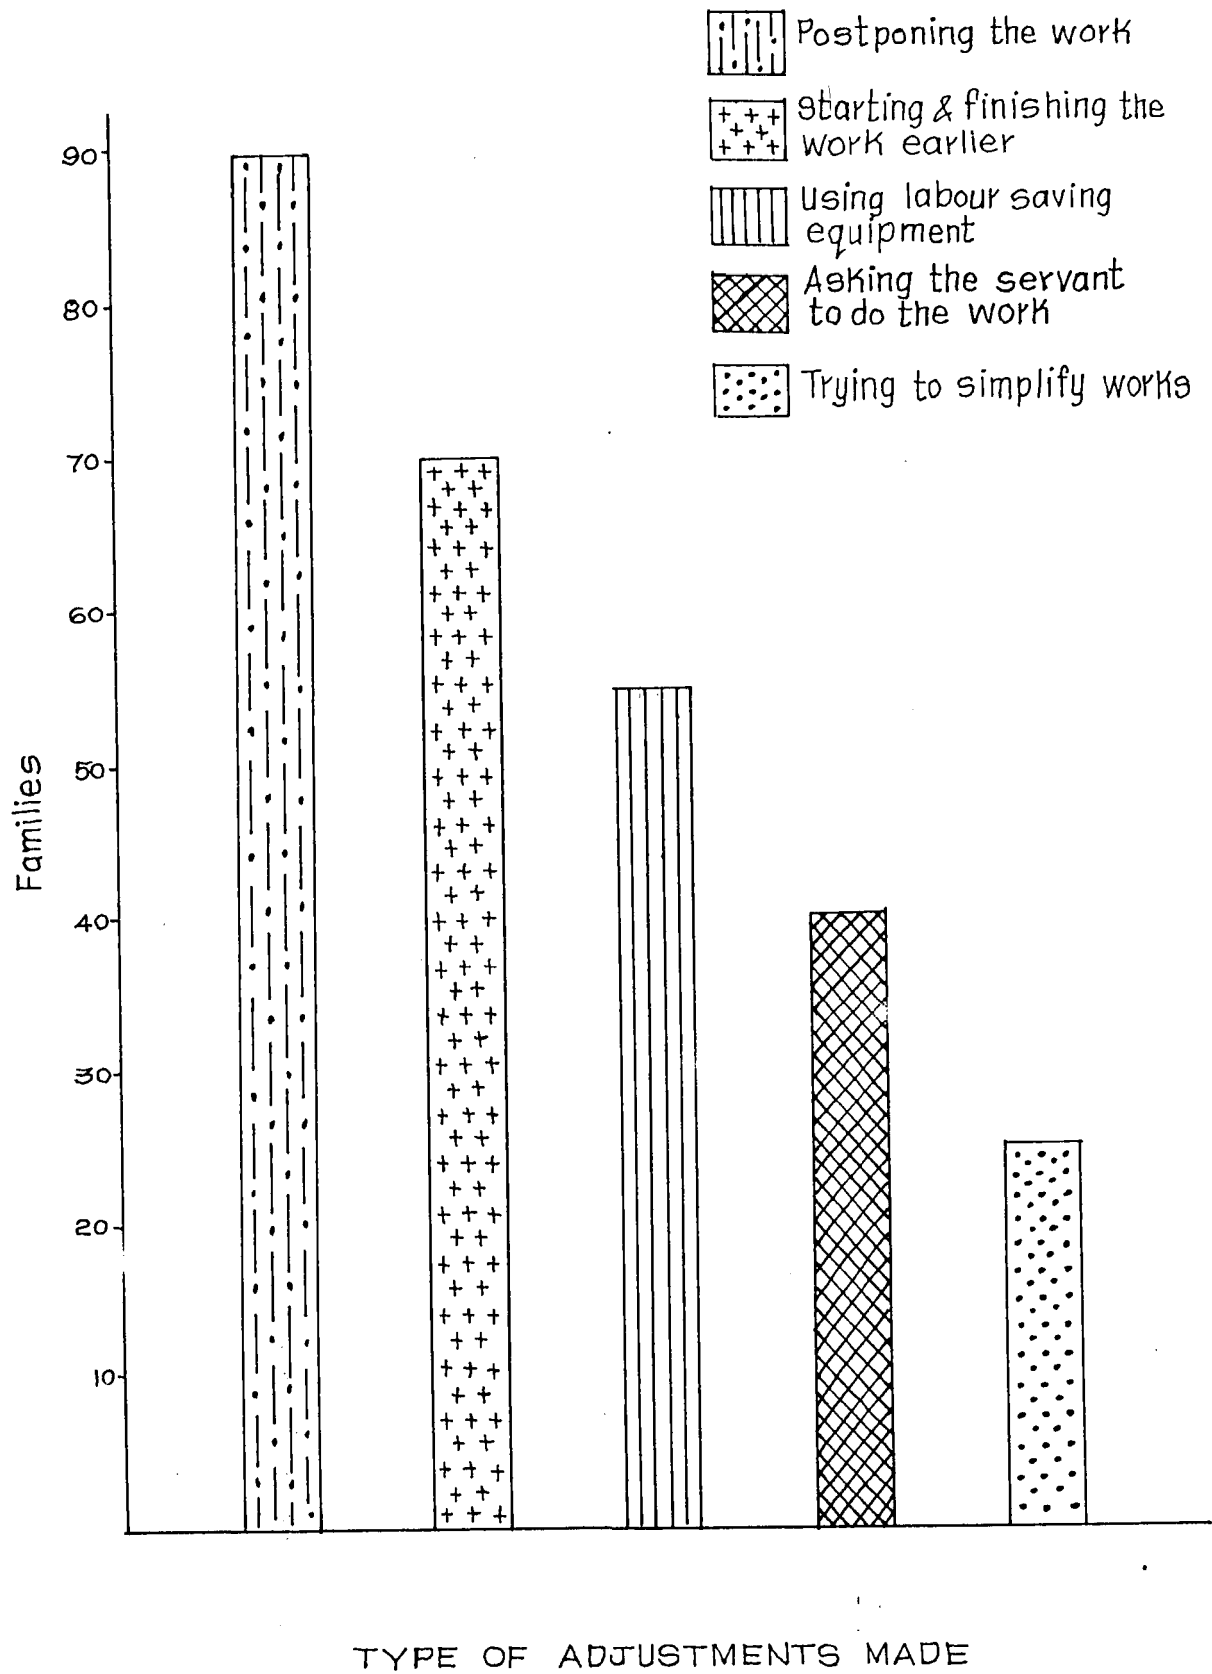 Postponing the work
Starting & finishing the
work earlier
Using labour saving
equipment
Asking the servant
to do the work
Trying to simplify works
90
80
70
60
50
40
30
20
10
Families
TYPE OF ADJUSTMENTS MADE